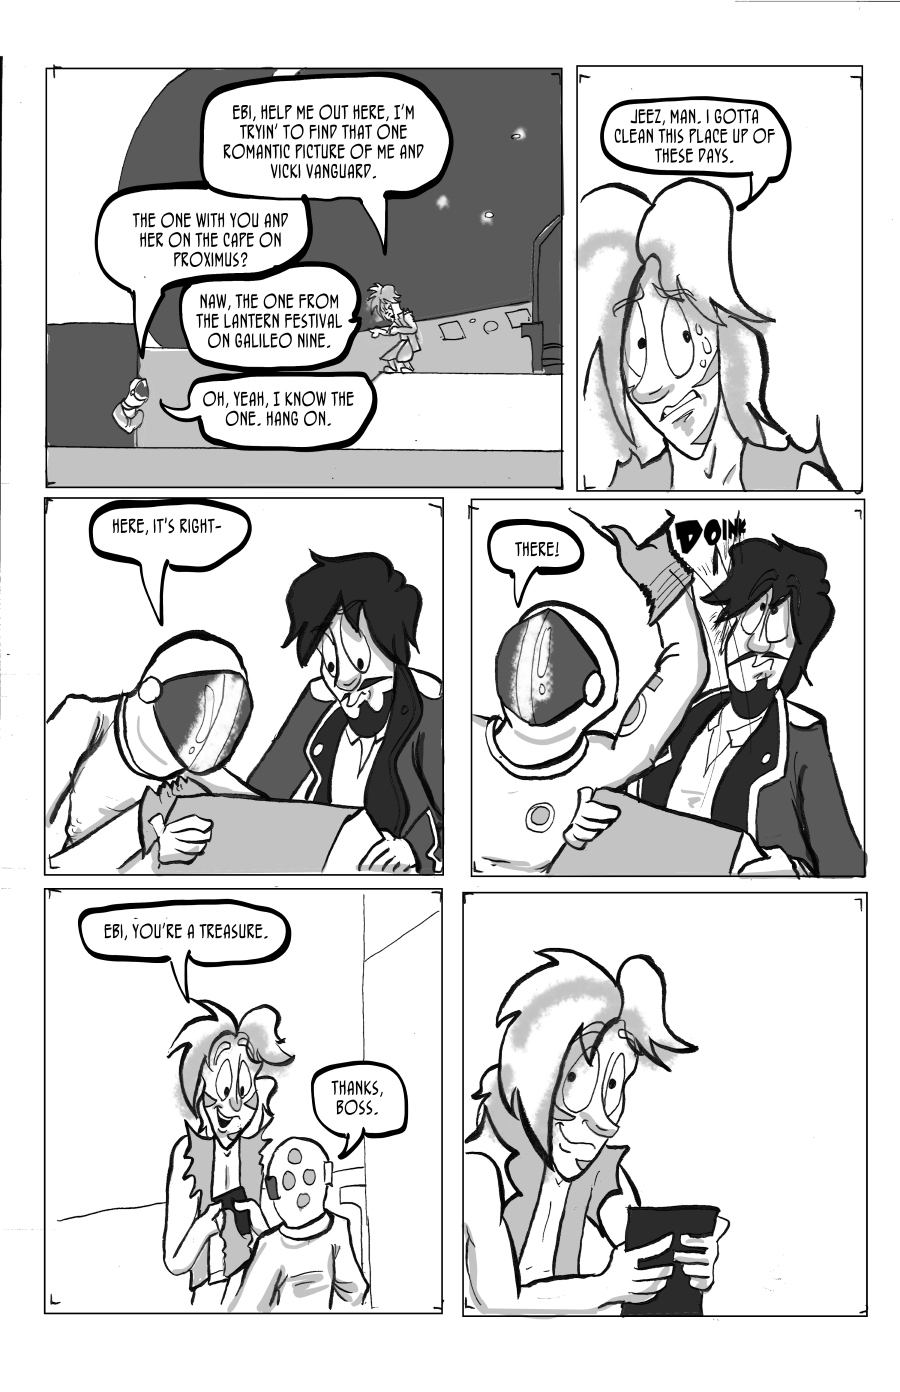 EBI, HELP ME OUT HERE, I'M
TRYIN' TO FIND THAT ONE
ROMANTIC PICTURE OF ME AND
VICKI VANGUARD.
THE ONE WITH YOU AND
HER ON THE CAPE ON
PROXIMUS?
NAW, THE ONE FROM
THE LANTERN FESTIVAL
ON GALILEO NINE.
OH, YEAH, I KNOW THE
ONE. HANG ON.
JEEZ, MAN. I GOTTA
CLEAN THIS PLACE UP OF
THESE DAYS.
HERE, IT'S RIGHT-
THERE!
DOINK
EBI, YOU'RE A TREASURE.
THANKS,
BOSS.